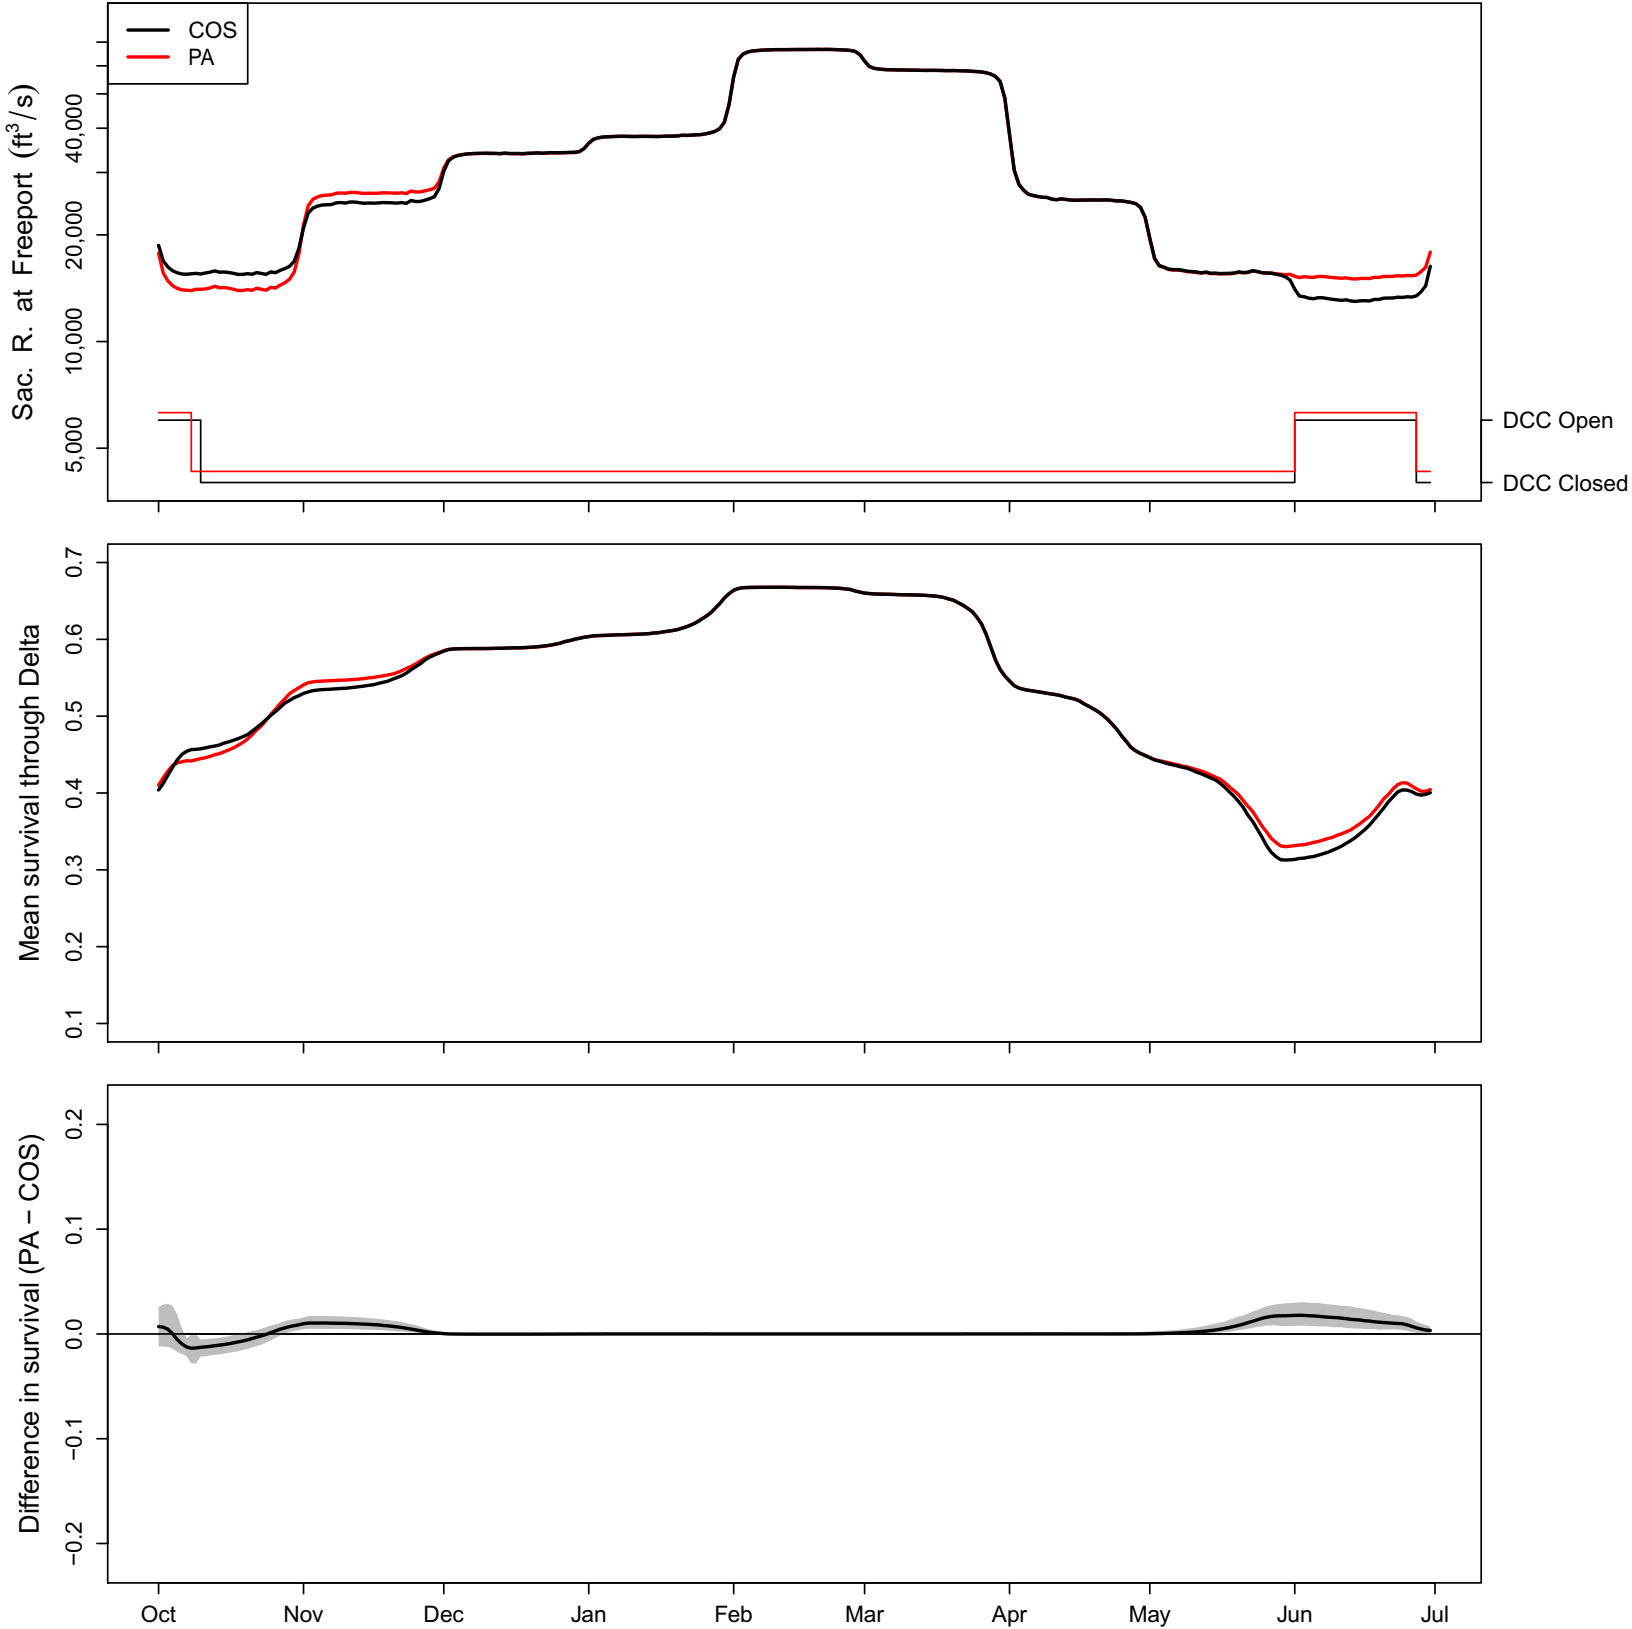 COS
PA
Sac. R. at Freeport (ft³/s)
40,000
20,000
10,000
5,000
DCC Open
DCC Closed
Mean survival through Delta
0.7
0.6
0.5
0.4
0.3
0.2
0.1
Difference in survival (PA − COS)
0.2
0.1
0.0
−0.1
−0.2
Oct Nov Dec Jan Feb Mar Apr May Jun Jul